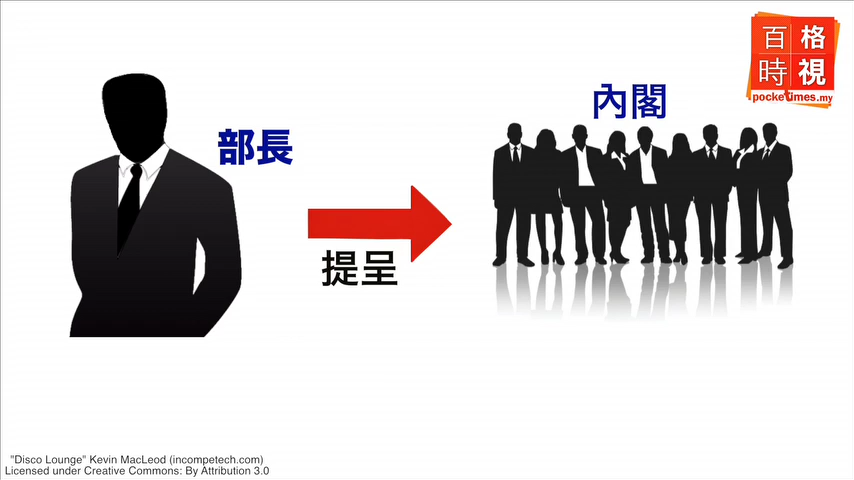 百格
時視
pocketimes.my
內閣
部長
提呈
"Disco Lounge" Kevin MacLeod (incompetech.com)
Licensed under Creative Commons: By Attribution 3.0